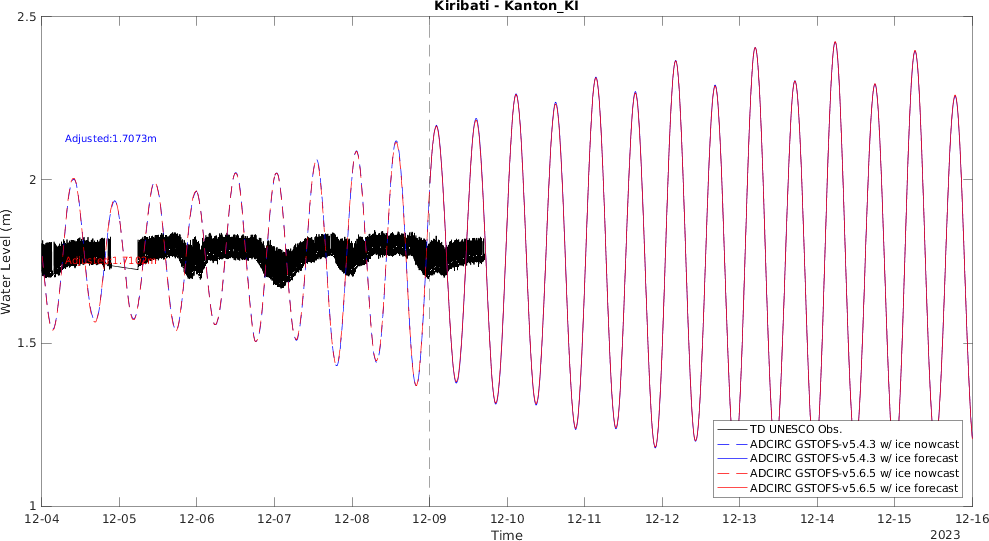 Kiribati - Kanton_KI
2.5
2
1.5
1
Water Level (m)
Adjusted:1.7073m
12-04
12-05
12-06
12-07
12-08
12-09
12-10
12-11
12-12
12-13
12-14
12-15
12-16
Time
2023
TD UNESCO Obs.
ADCIRC GSTOFS-v5.4.3 w/ ice nowcast
ADCIRC GSTOFS-v5.4.3 w/ ice forecast
ADCIRC GSTOFS-v5.6.5 w/ ice nowcast
ADCIRC GSTOFS-v5.6.5 w/ ice forecast